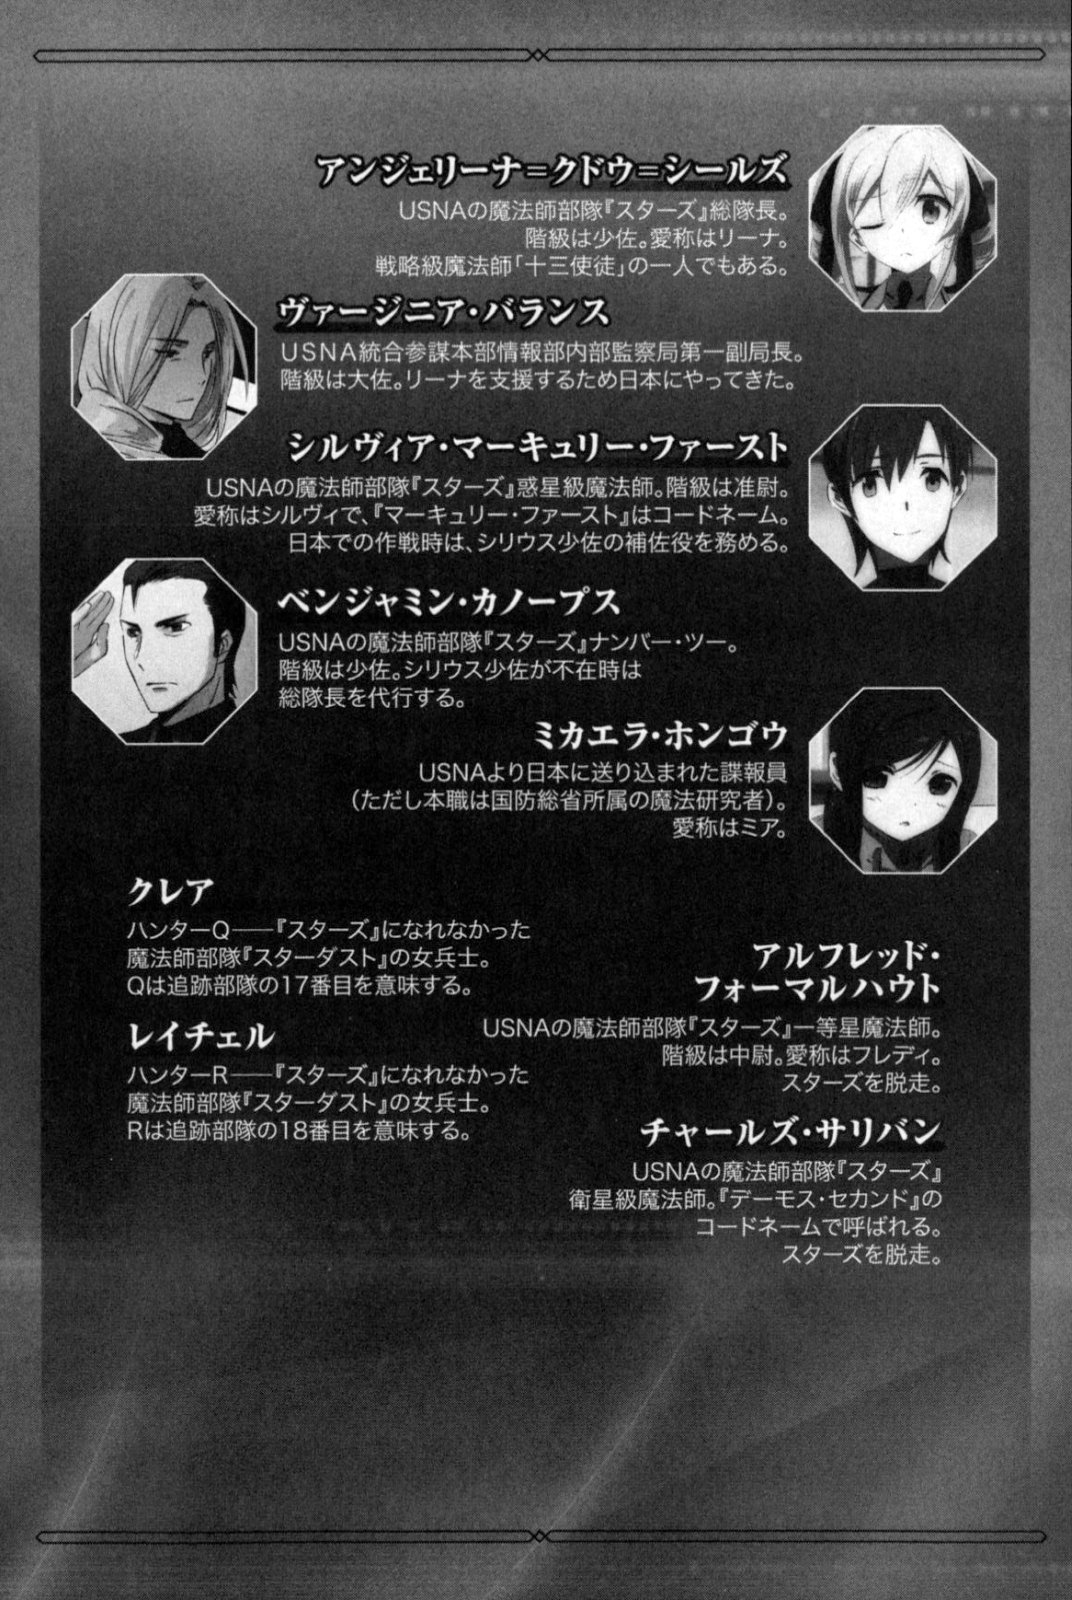 アンジェリーナ=クドウ=シールズ
USNAの魔法師部隊『スターズ』総隊長。
階級は少佐。愛称はリーナ。
戦略級魔法師「十三使徒」の一人でもある。
ヴァージニア・バランス
USNA統合参謀本部情報部内部監察局第一副局長。
階級は大佐。リーナを支援するため日本にやってきた。
シルヴィア・マーキュリー・ファースト
USNAの魔法師部隊『スターズ』惑星級魔法師。階級は准尉。
愛称はシルヴィで、『マーキュリー・ファースト』はコードネーム。
日本での作戦時は、シリウス少佐の補佐役を務める。
ベンジャミン・カノープス
USNAの魔法師部隊『スターズ』ナンバー・ツー。
階級は少佐。シリウス少佐が不在時は
総隊長を代行する。
ミカエラ・ホンゴウ
USNAより日本に送り込まれた諜報員
（ただし本職は国防総省所属の魔法研究者）。
愛称はミア。
クレア
ハンターQ――『スターズ』になれなかった
魔法師部隊『スターダスト』の女兵士。
Qは追跡部隊の17番目を意味する。
レイチェル
ハンターR――『スターズ』になれなかった
魔法師部隊『スターダスト』の女兵士。
Rは追跡部隊の18番目を意味する。
アルフレッド・
フォーマルハウト
USNAの魔法師部隊『スターズ』一等星魔法師。
階級は中尉。愛称はフレディ。
スターズを脱走。
チャールズ・サリバン
USNAの魔法師部隊『スターズ』
衛星級魔法師。『デーモス・セカンド』の
コードネームで呼ばれる。
スターズを脱走。